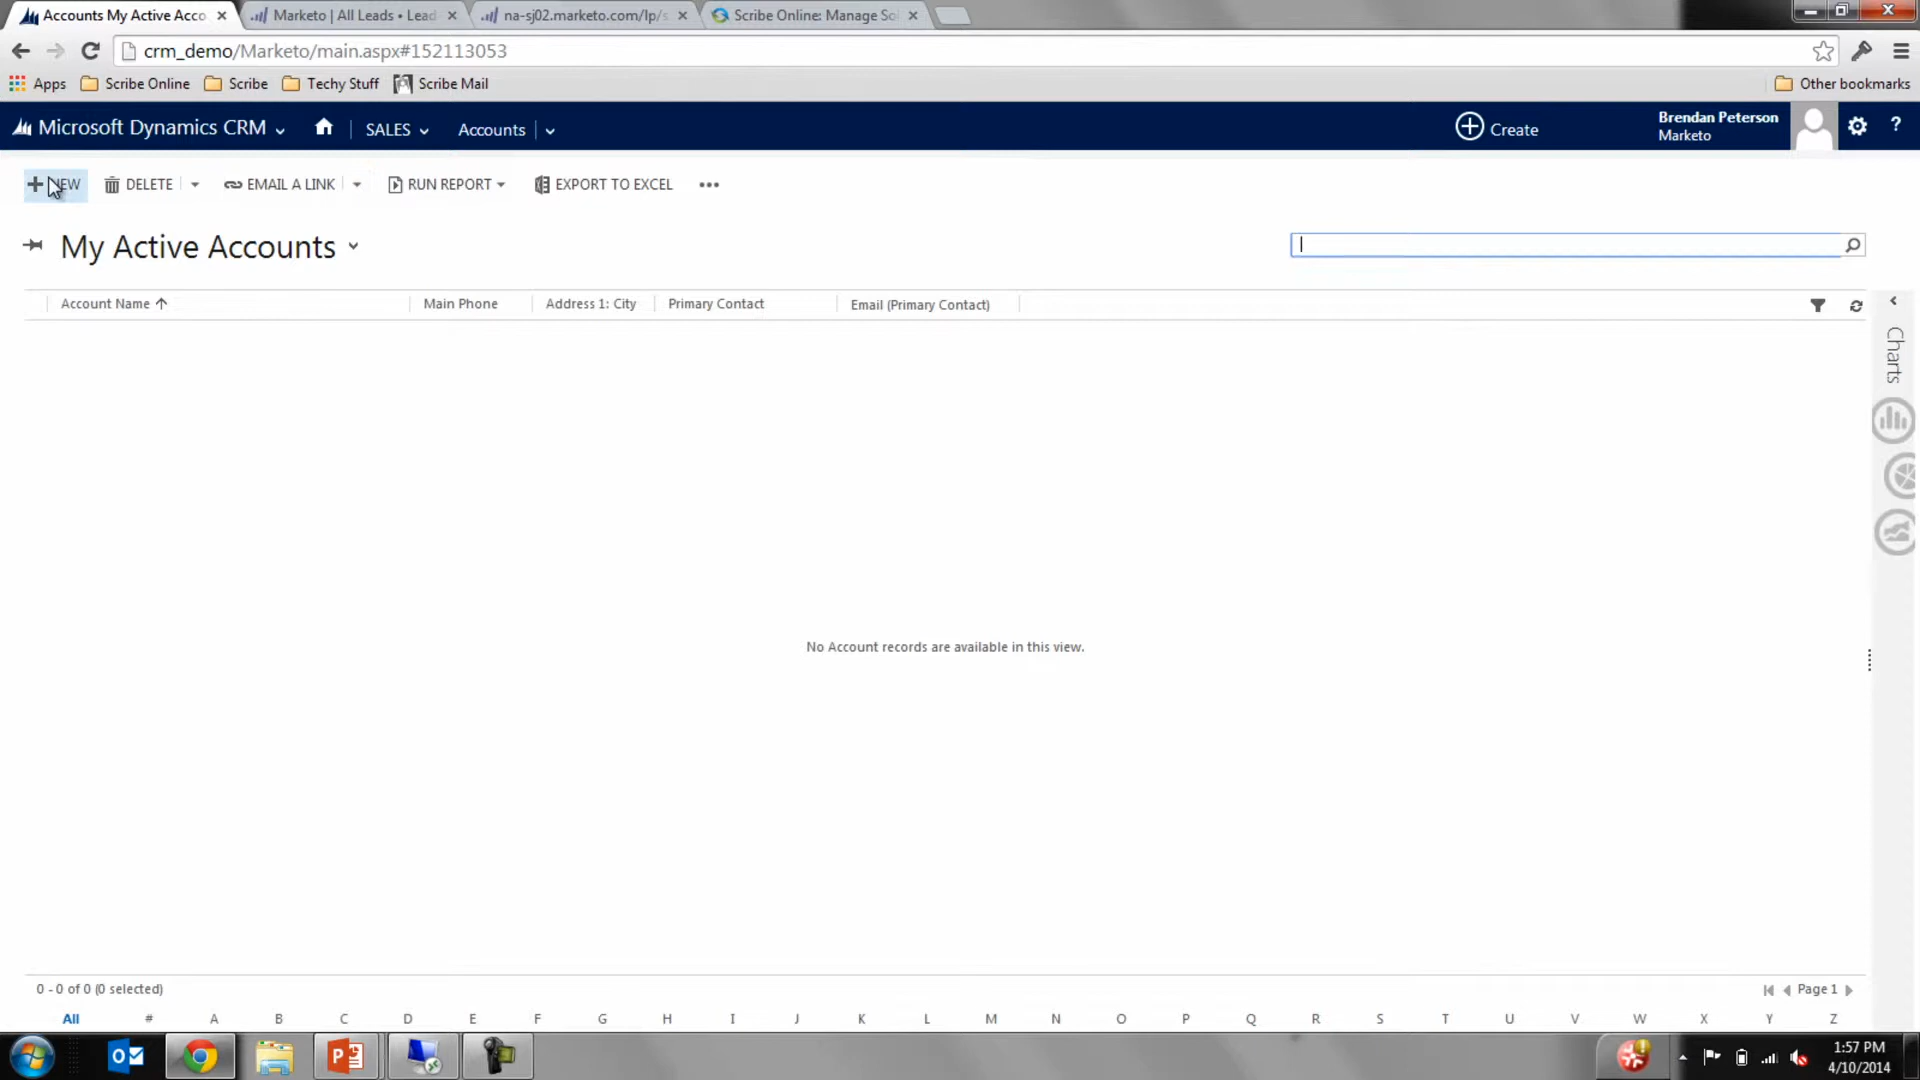 Accounts My Active Acco
Marketo | All Leads • Lead
na-sj02.marketo.com/lp/s
Scribe Online: Manage So
crm_demo/Marketo/main.aspx#152113053
Apps
Scribe Online
Scribe
Techy Stuff
Scribe Mail
Other bookmarks
Microsoft Dynamics CRM
SALES
Accounts
Create
Brendan Peterson
Marketo
?
NEW
DELETE
EMAIL A LINK
RUN REPORT
EXPORT TO EXCEL
My Active Accounts
Account Name
Main Phone
Address 1: City
Primary Contact
Email (Primary Contact)
Charts
No Account records are available in this view.
0 - 0 of 0 (0 selected)
Page 1
All # A B C D E F G H I J K L M N O P Q R S T U V W X Y Z
1:57 PM
4/10/2014